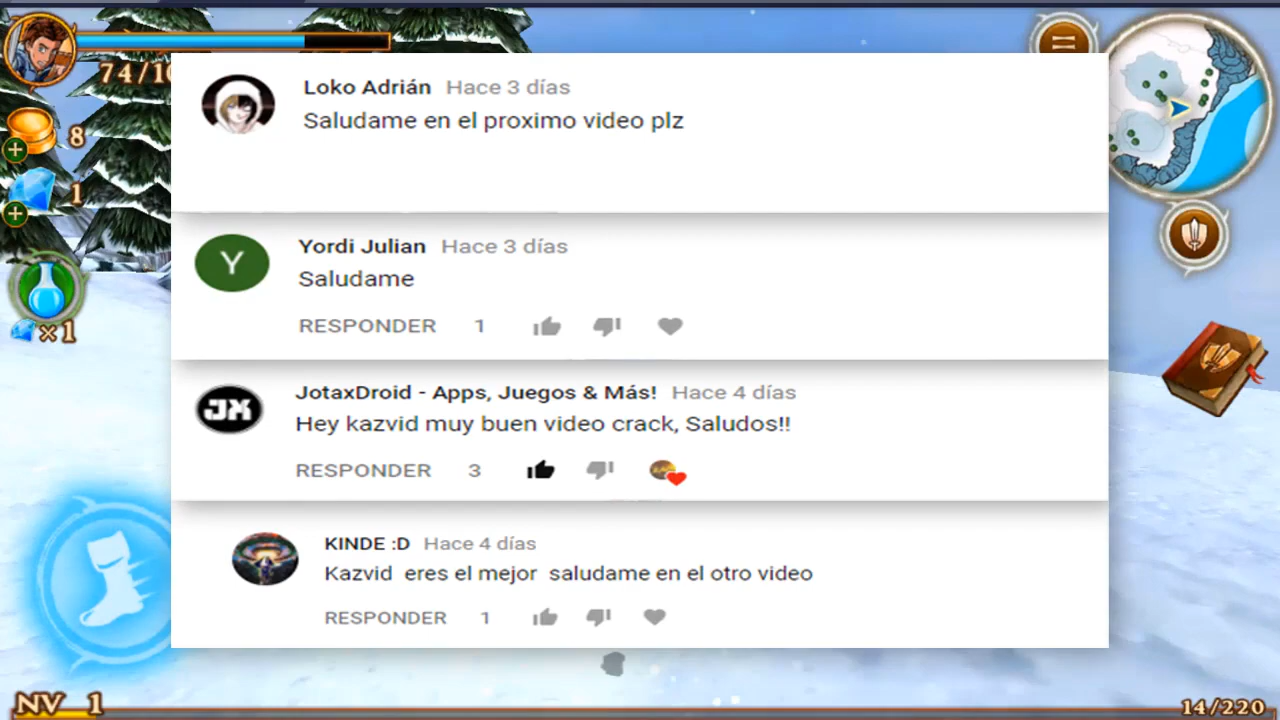 74/10
8
1
×1
Loko Adrián Hace 3 días
Saludame en el proximo video plz
Y
Yordi Julian Hace 3 días
Saludame
RESPONDER 1
JX
JotaxDroid - Apps, Juegos & Más! Hace 4 días
Hey kazvid muy buen video crack, Saludos!!
RESPONDER 3
KINDE :D Hace 4 días
Kazvid eres el mejor saludame en el otro video
RESPONDER 1
NV 1
14/220